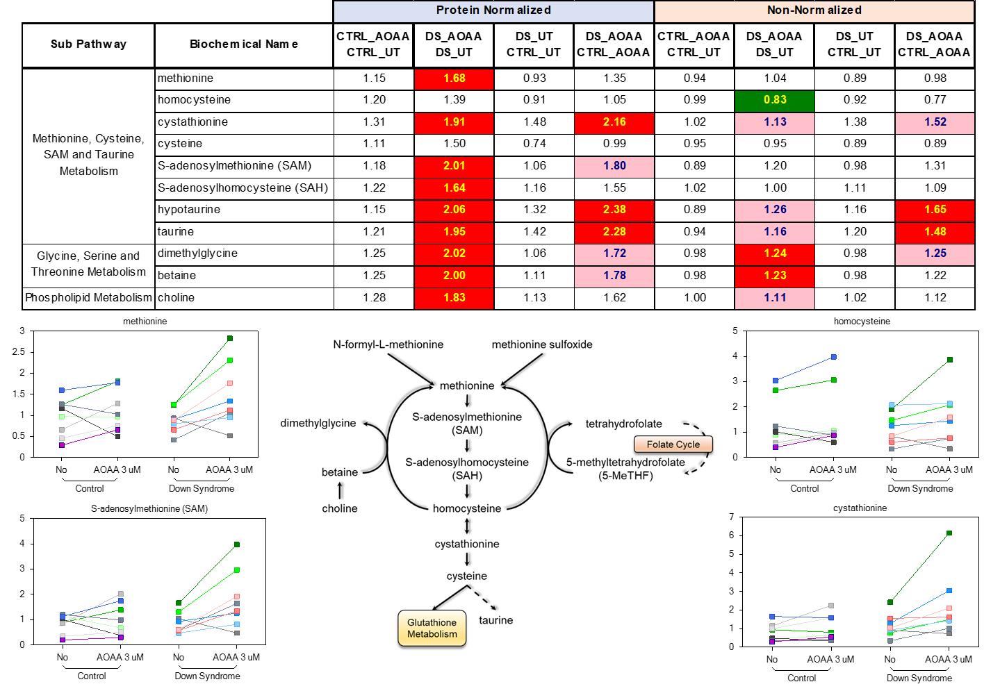 Protein Normalized Non-Normalized
Sub Pathway Biochemical Name CTRL_AOAA CTRL_UT DS_AOAA DS_UT DS_UT CTRL_UT DS_AOAA CTRL_AOAA CTRL_AOAA CTRL_UT DS_AOAA DS_UT DS_UT CTRL_UT DS_AOAA CTRL_AOAA
Methionine, Cysteine,
SAM and Taurine
Metabolism
methionine 1.15 1.68 0.93 1.35 0.94 1.04 0.89 0.98
homocysteine 1.20 1.39 0.91 1.05 0.99 0.83 0.92 0.77
cystathionine 1.31 1.91 1.48 2.16 1.02 1.13 1.38 1.52
cysteine 1.11 1.50 0.74 0.99 0.95 0.95 0.89 0.89
S-adenosylmethionine (SAM) 1.18 2.01 1.06 1.80 0.89 1.20 0.98 1.31
S-adenosylhomocysteine (SAH) 1.22 1.64 1.16 1.55 1.02 1.00 1.11 1.09
hypotaurine 1.15 2.06 1.32 2.38 0.89 1.26 1.16 1.65
taurine 1.21 1.95 1.42 2.28 0.94 1.16 1.20 1.48
Glycine, Serine and
Threonine Metabolism
dimethylglycine 1.25 2.02 1.06 1.72 0.98 1.24 0.98 1.25
betaine 1.25 2.00 1.11 1.78 0.98 1.23 0.98 1.22
Phospholipid Metabolism choline 1.28 1.83 1.13 1.62 1.00 1.11 1.02 1.12
methionine
3
2.5
2
1.5
1
0.5
0
No AOAA 3 uM No AOAA 3 uM
Control Down Syndrome
S-adenosylmethionine (SAM)
5
4
3
2
1
0
No AOAA 3 uM No AOAA 3 uM
Control Down Syndrome
N-formyl-L-methionine methionine sulfoxide
methionine
S-adenosylmethionine
(SAM)
dimethylglycine tetrahydrofolate
Folate Cycle
S-adenosylhomocysteine
(SAH)
betaine
5-methyltetrahydrofolate
(5-MeTHF)
choline homocysteine
cystathionine
cysteine
Glutathione
Metabolism
taurine
homocysteine
5
4
3
2
1
0
No AOAA 3 uM No AOAA 3 uM
Control Down Syndrome
cystathionine
7
6
5
4
3
2
1
0
No AOAA 3 uM No AOAA 3 uM
Control Down Syndrome